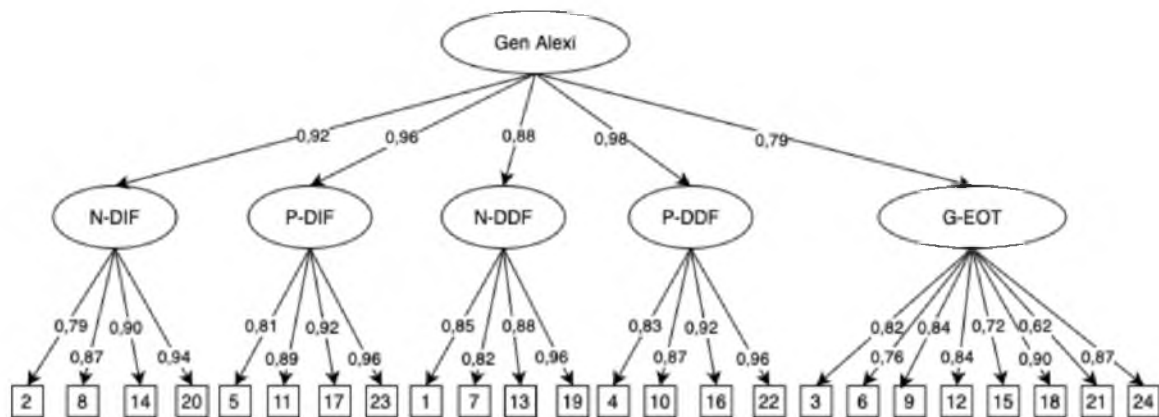 Gen Alexi
0,92 0,96 0,88 0,98 0,79
N-DIF P-DIF N-DDF P-DDF G-EOT
0,79 0,90 0,81 0,92 0,85 0,88 0,83 0,92 0,82 0,84 0,72 0,62
0,87 0,94 0,89 0,96 0,82 0,96 0,87 0,96 0,76 0,84 0,90 0,87
2 8 14 20 5 11 17 23 1 7 13 19 4 10 16 22 3 6 9 12 15 18 21 24